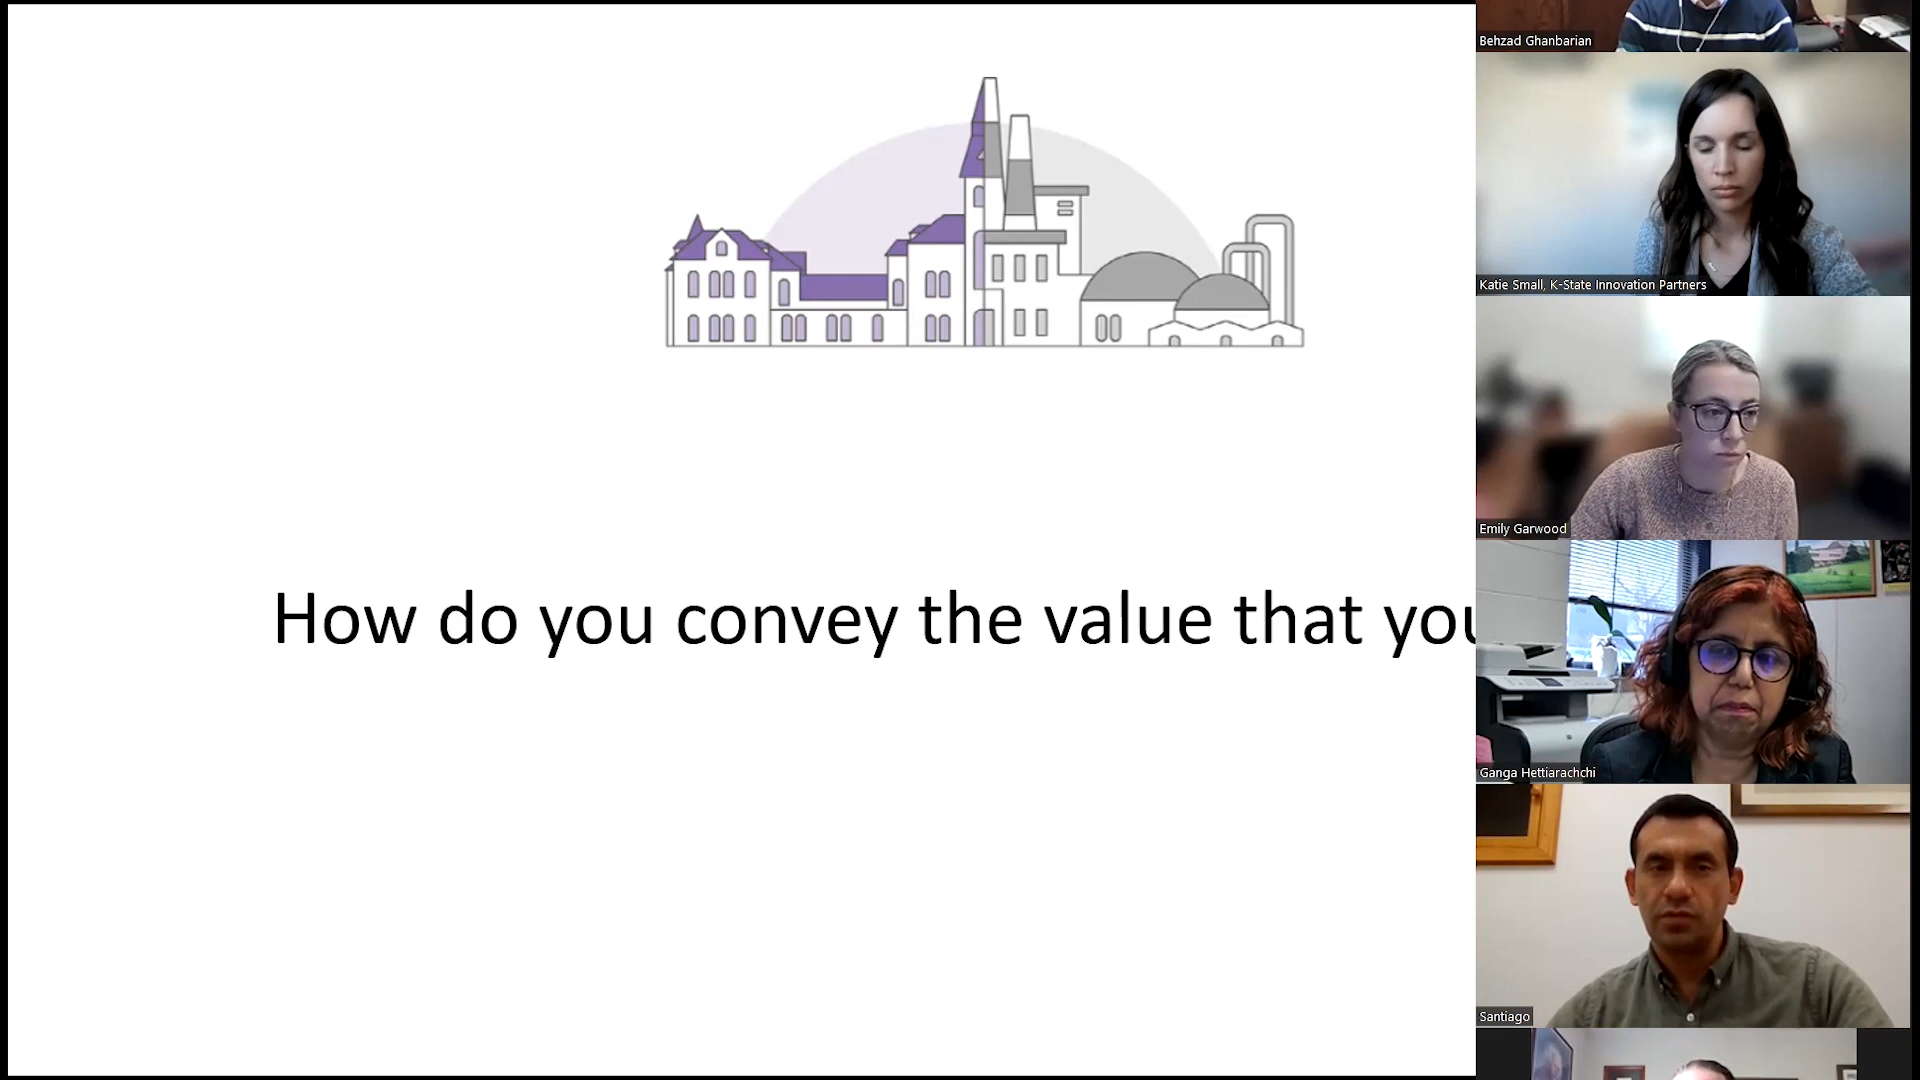 How do you convey the value that you
Behzad Ghanbarian
Katie Small, K-State Innovation Partners
Emily Garwood
Ganga Hettiarachchi
Santiago